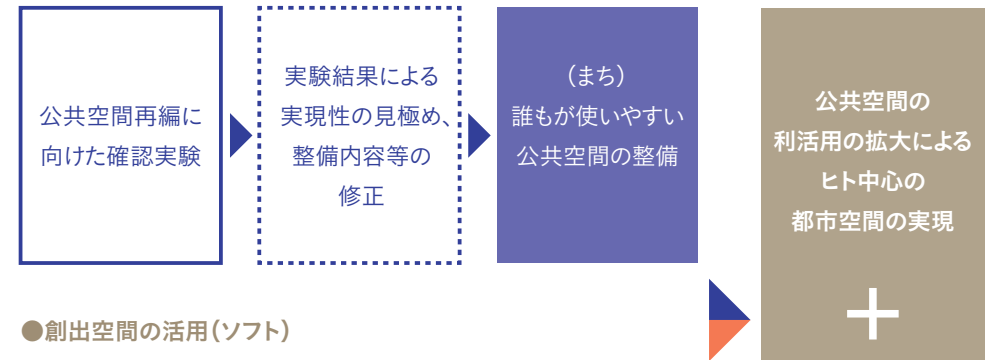 公共空間再編に
向けた確認実験
実験結果による
実現性の見極め、
整備内容等の
修正
（まち）
誰もが使いやすい
公共空間の整備
公共空間の
利活用の拡大による
ヒト中心の
都市空間の実現
＋
●創出空間の活用（ソフト）